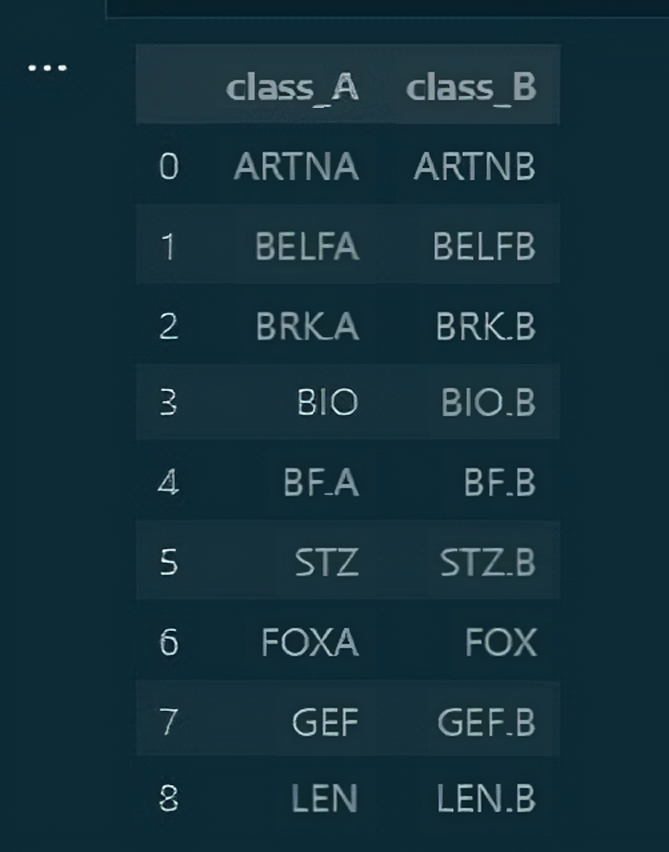 ...
class_A class_B
0 ARTNA ARTNB
1 BELFA BELFB
2 BRK.A BRK.B
3 BIO BIO.B
4 BF.A BF.B
5 STZ STZ.B
6 FOXA FOX
7 GEF GEF.B
8 LEN LEN.B